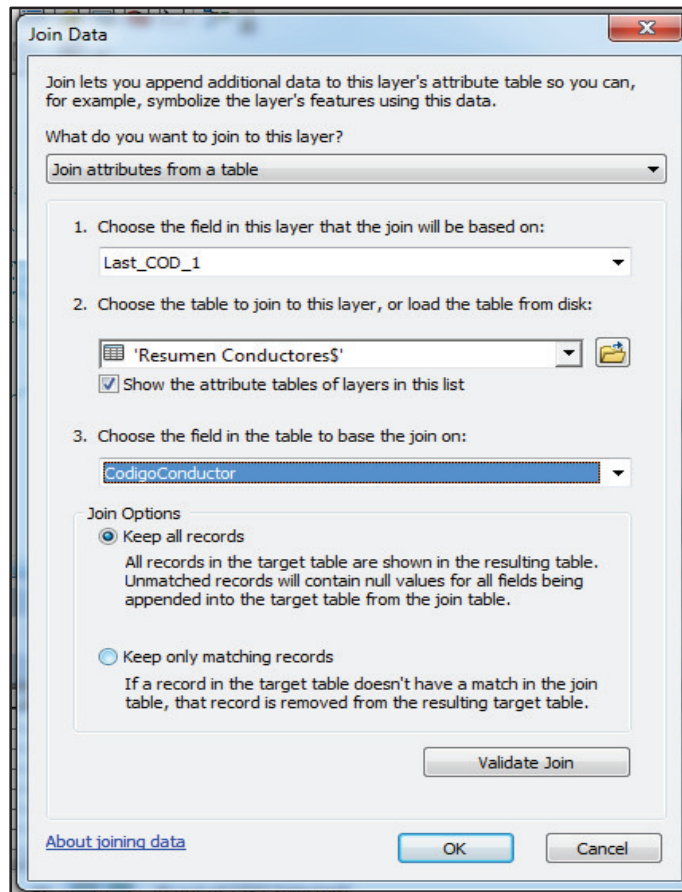 Join Data
Join lets you append additional data to this layer's attribute table so you can,
for example, symbolize the layer's features using this data.
What do you want to join to this layer?
Join attributes from a table
1. Choose the field in this layer that the join will be based on:
Last_COD_1
2. Choose the table to join to this layer, or load the table from disk:
'Resumen Conductores$'
Show the attribute tables of layers in this list
3. Choose the field in the table to base the join on:
CodigoConductor
Join Options
Keep all records
All records in the target table are shown in the resulting table.
Unmatched records will contain null values for all fields being
appended into the target table from the join table.
Keep only matching records
If a record in the target table doesn't have a match in the join
table, that record is removed from the resulting target table.
Validate Join
About joining data
OK
Cancel